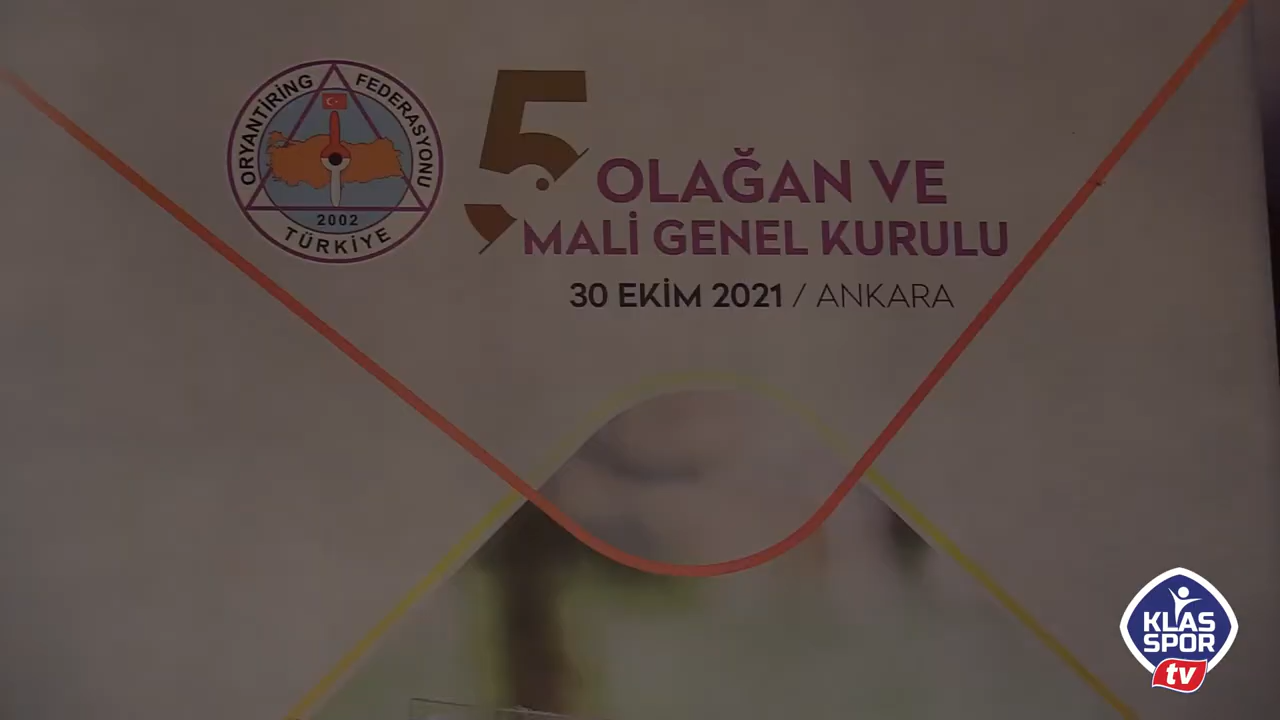 ORYANTİRİNG FEDERASYONU
2002
TÜRKİYE
5.
OLAĞAN VE
MALİ GENEL KURULU
30 EKİM 2021 / ANKARA
KLAS
SPOR
tv